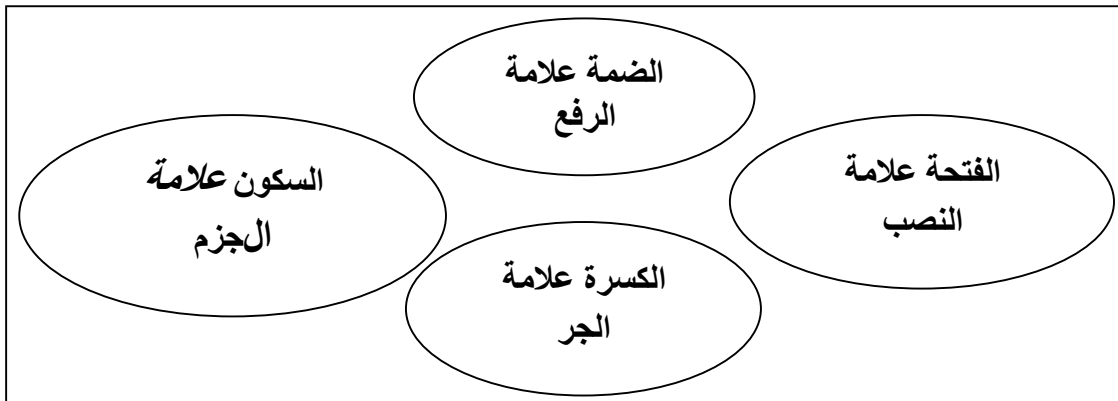 الضمة علامة
الرفع
الفتحة علامة
النصب
السكون علامة
الجزم
الكسرة علامة
الجر